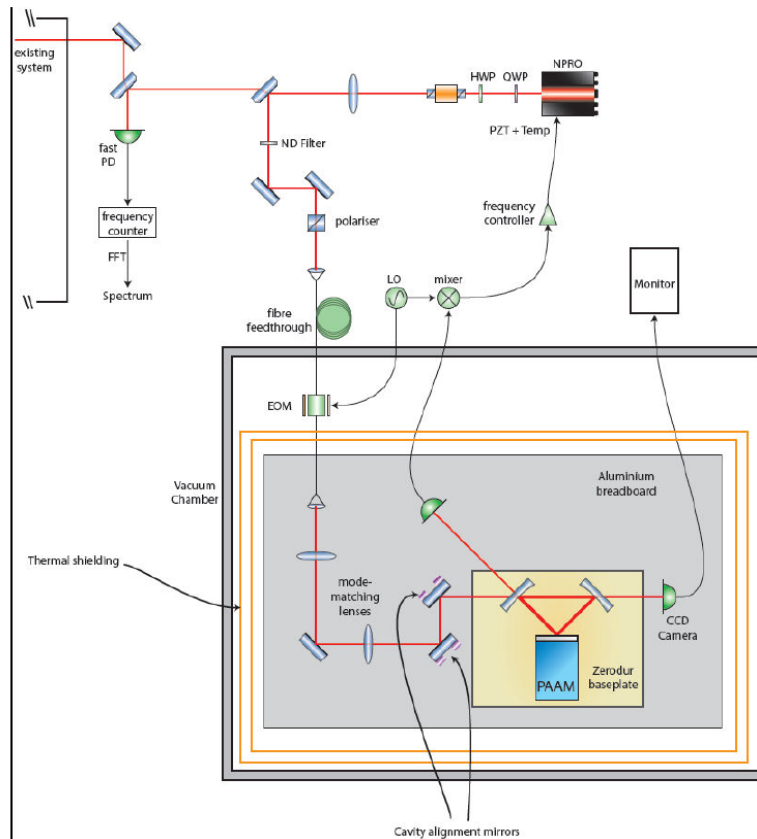 existing
system
HWP
QWP
NPRO
PZT + Temp
fast
PD
ND Filter
frequency
counter
FFT
Spectrum
polariser
frequency
controller
LO
mixer
Monitor
fibre
feedthrough
EOM
Vacuum
Chamber
Aluminium
breadboard
Thermal shielding
mode-
matching
lenses
CCD
Camera
PAAM
Zerodur
baseplate
Cavity alignment mirrors